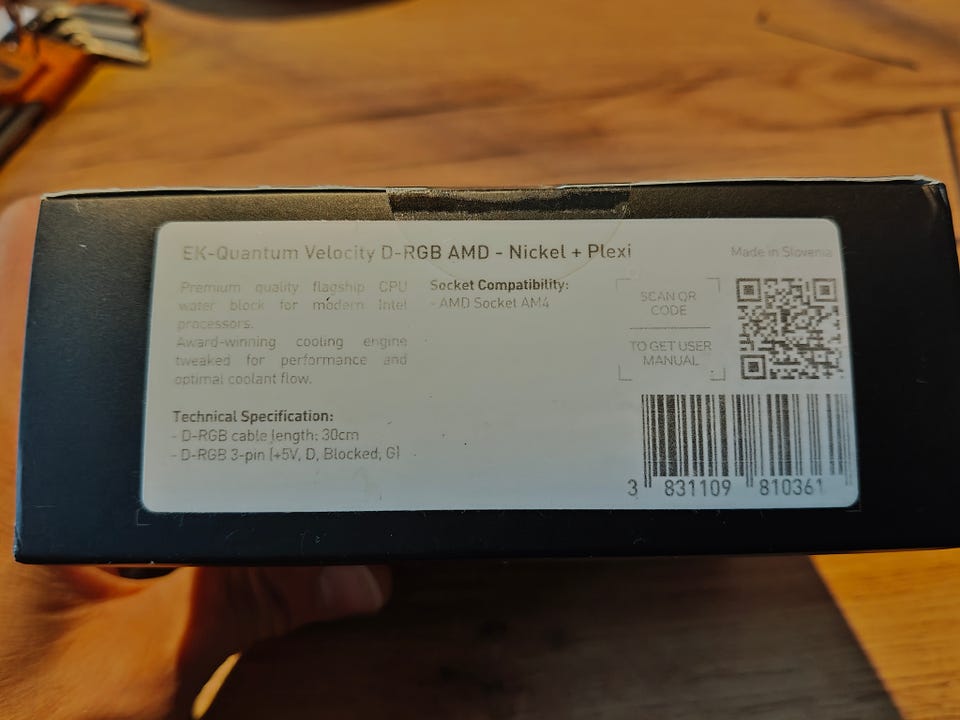 EK-Quantum Velocity D-RGB AMD - Nickel + Plexi
Made in Slovenia
Premium quality flagship CPU
water block for modern Intel
processors.
Award-winning cooling engine
tweaked for performance and
optimal coolant flow.
Technical Specification:
- D-RGB cable length: 30cm
- D-RGB 3-pin (+5V, D, Blocked, G)
Socket Compatibility:
- AMD Socket AM4
SCAN QR
CODE
TO GET USER
MANUAL
3 831109 810361